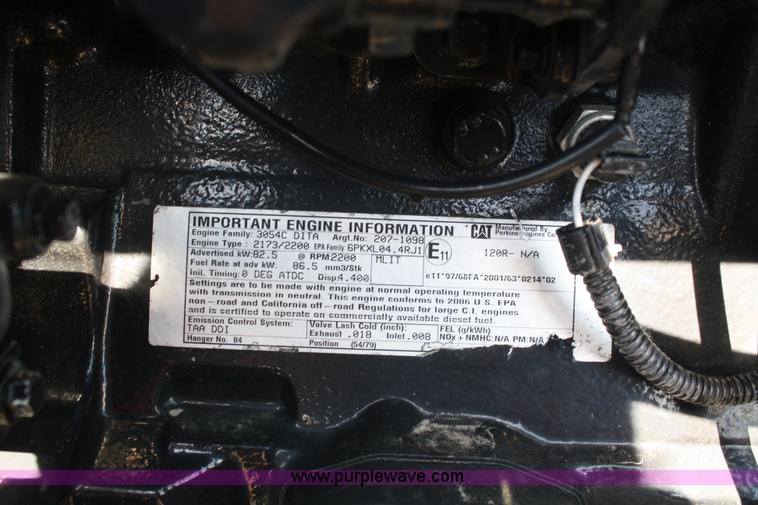 IMPORTANT ENGINE INFORMATION CAT Manufactured By Perkins Engines Co.
Engine Family: 3054C DITA Argt.No: 207-1098
Engine Type : 2173/2200 EPA Family: 6PKXL04.4RJ1 E11 120R- N/A
Advertised kW:82.5 @ RPM2200 MLIT
Fuel Rate at adv kW: 86.5 mm3/Stk
Init. Timing:0 DEG ATDC Disp4.400 e11*97/68FA*2001/63*0214*02
Settings are to be made with engine at normal operating temperature
with transmission in neutral. This engine conforms to 2006 U.S. EPA
non – road and California off – road Regulations for large C.I. engines
and is certified to operate on commercially available diesel fuel.
Emission Control System: Valve Lash Cold (inch): FEL (g/kWh)
TAA DDI Exhaust .018 Inlet .008 NOx + NMHC:N/A PM:N/A
Hanger No. 84 Position (54/79)
www.purplewave.com